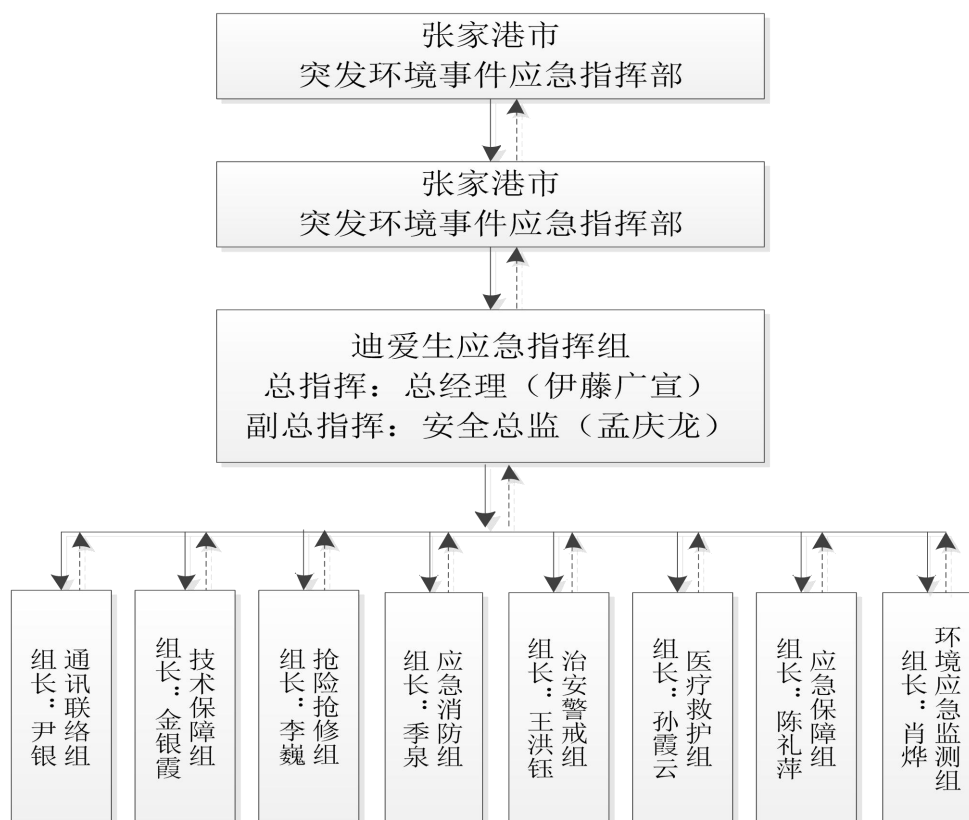 张家港市
突发环境事件应急指挥部
张家港市
突发环境事件应急指挥部
迪爱生应急指挥组
总指挥：总经理（伊藤广宣）
副总指挥：安全总监（孟庆龙）
通讯联络组
组长：尹银
技术保障组
组长：金银霞
抢险抢修组
组长：李巍
应急消防组
组长：季泉
治安警戒组
组长：王洪钰
医疗救护组
组长：孙霞云
应急保障组
组长：陈礼萍
环境应急监测组
组长：肖烨